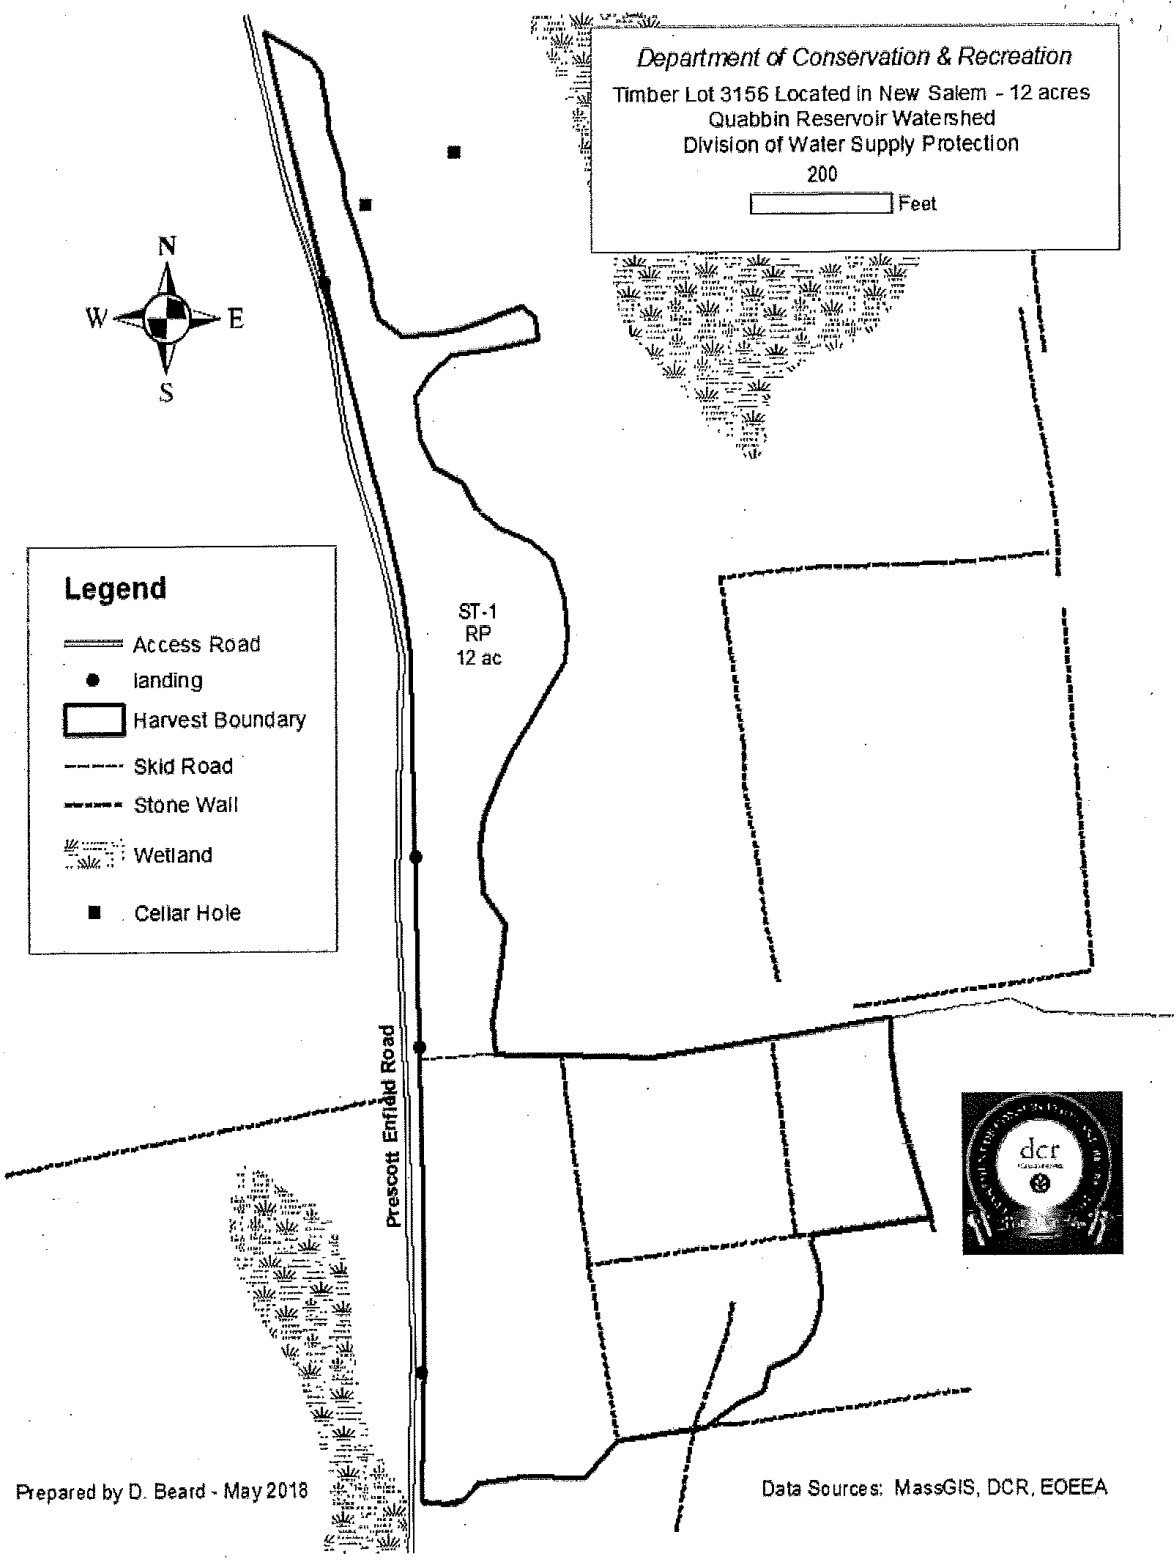 Department of Conservation & Recreation
Timber Lot 3156 Located in New Salem - 12 acres
Quabbin Reservoir Watershed
Division of Water Supply Protection
200
Feet
N
W
E
S
Legend
Access Road
landing
Harvest Boundary
Skid Road
Stone Wall
Wetland
Cellar Hole
ST-1
RP
12 ac
Prescott Enfield Road
dcr
Prepared by D. Beard - May 2018
Data Sources: MassGIS, DCR, EOEEA